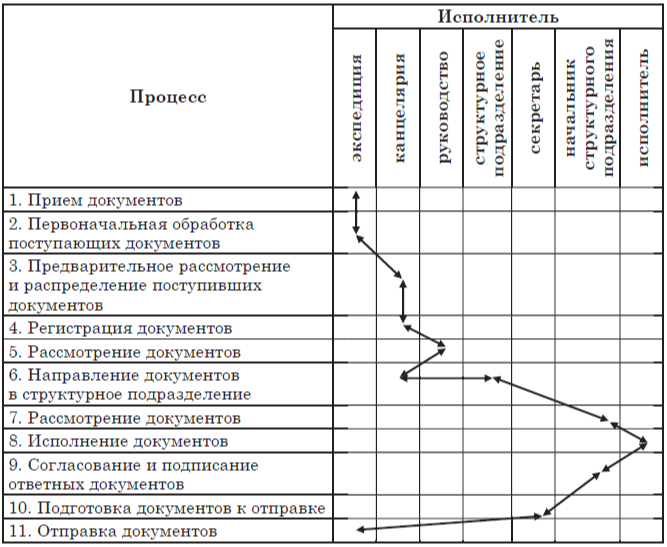 Исполнитель
Процесс
экспедиция
канцелярия
руководство
структурное
подразделение
секретарь
начальник
структурного
подразделения
исполнитель
1. Прием документов
2. Первоначальная обработка
поступающих документов
3. Предварительное рассмотрение
и распределение поступивших
документов
4. Регистрация документов
5. Рассмотрение документов
6. Направление документов
в структурное подразделение
7. Рассмотрение документов
8. Исполнение документов
9. Согласование и подписание
ответных документов
10. Подготовка документов к отправке
11. Отправка документов